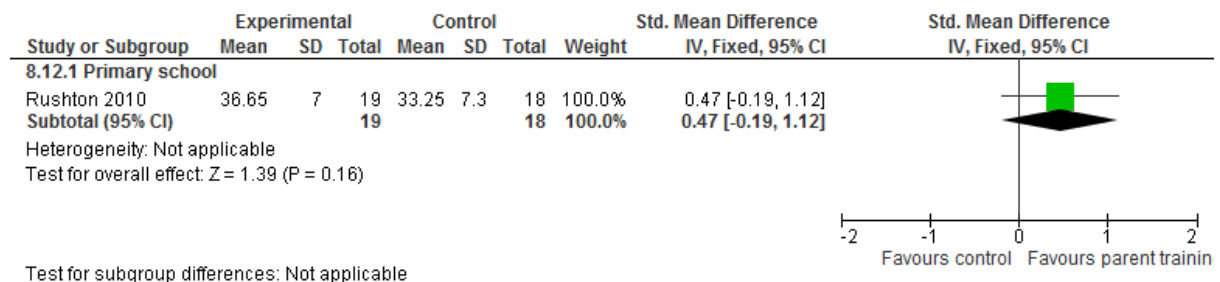 Experimental Control Std. Mean Difference Std. Mean Difference
Study or Subgroup Mean SD Total Mean SD Total Weight IV, Fixed, 95% CI IV, Fixed, 95% CI
8.12.1 Primary school
Rushton 2010 36.65 7 19 33.25 7.3 18 100.0% 0.47 [-0.19, 1.12]
Subtotal (95% CI) 19 18 100.0% 0.47 [-0.19, 1.12]
Heterogeneity: Not applicable
Test for overall effect: Z = 1.39 (P = 0.16)
-2 -1 0 1 2
Favours control Favours parent trainin
Test for subgroup differences: Not applicable